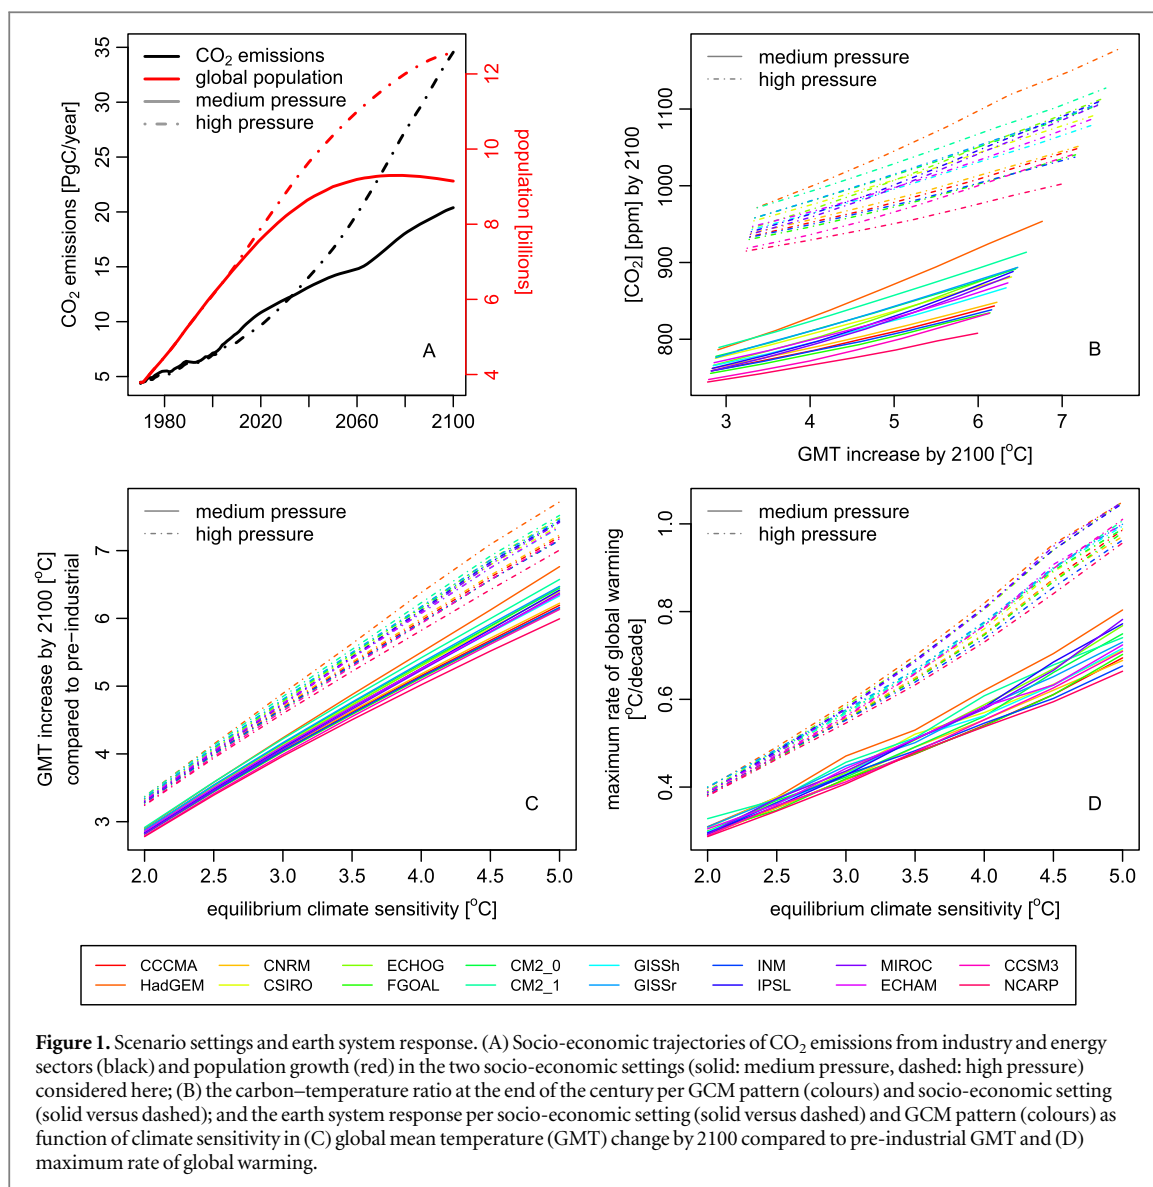 CO₂ emissions
global population
medium pressure
high pressure
35
30
25
20
15
10
5
CO₂ emissions [PgC/year]
12
10
8
6
4
population [billions]
A
1980
2020
2060
2100
medium pressure
high pressure
1100
1000
900
800
[CO₂] [ppm] by 2100
B
3
4
5
6
7
GMT increase by 2100 [°C]
medium pressure
high pressure
7
6
5
4
3
GMT increase by 2100 [°C]
compared to pre−industrial
C
2.0
2.5
3.0
3.5
4.0
4.5
5.0
equilibrium climate sensitivity [°C]
medium pressure
high pressure
1.0
0.8
0.6
0.4
maximum rate of global warming
[°C/decade]
D
2.0
2.5
3.0
3.5
4.0
4.5
5.0
equilibrium climate sensitivity [°C]
CCCMA CNRM ECHOG CM2_0 GISSh INM MIROC CCSM3
HadGEM CSIRO FGOAL CM2_1 GISSr IPSL ECHAM NCARP
Figure 1. Scenario settings and earth system response. (A) Socio-economic trajectories of CO₂ emissions from industry and energy
sectors (black) and population growth (red) in the two socio-economic settings (solid: medium pressure, dashed: high pressure)
considered here; (B) the carbon–temperature ratio at the end of the century per GCM pattern (colours) and socio-economic setting
(solid versus dashed); and the earth system response per socio-economic setting (solid versus dashed) and GCM pattern (colours) as
function of climate sensitivity in (C) global mean temperature (GMT) change by 2100 compared to pre-industrial GMT and (D)
maximum rate of global warming.